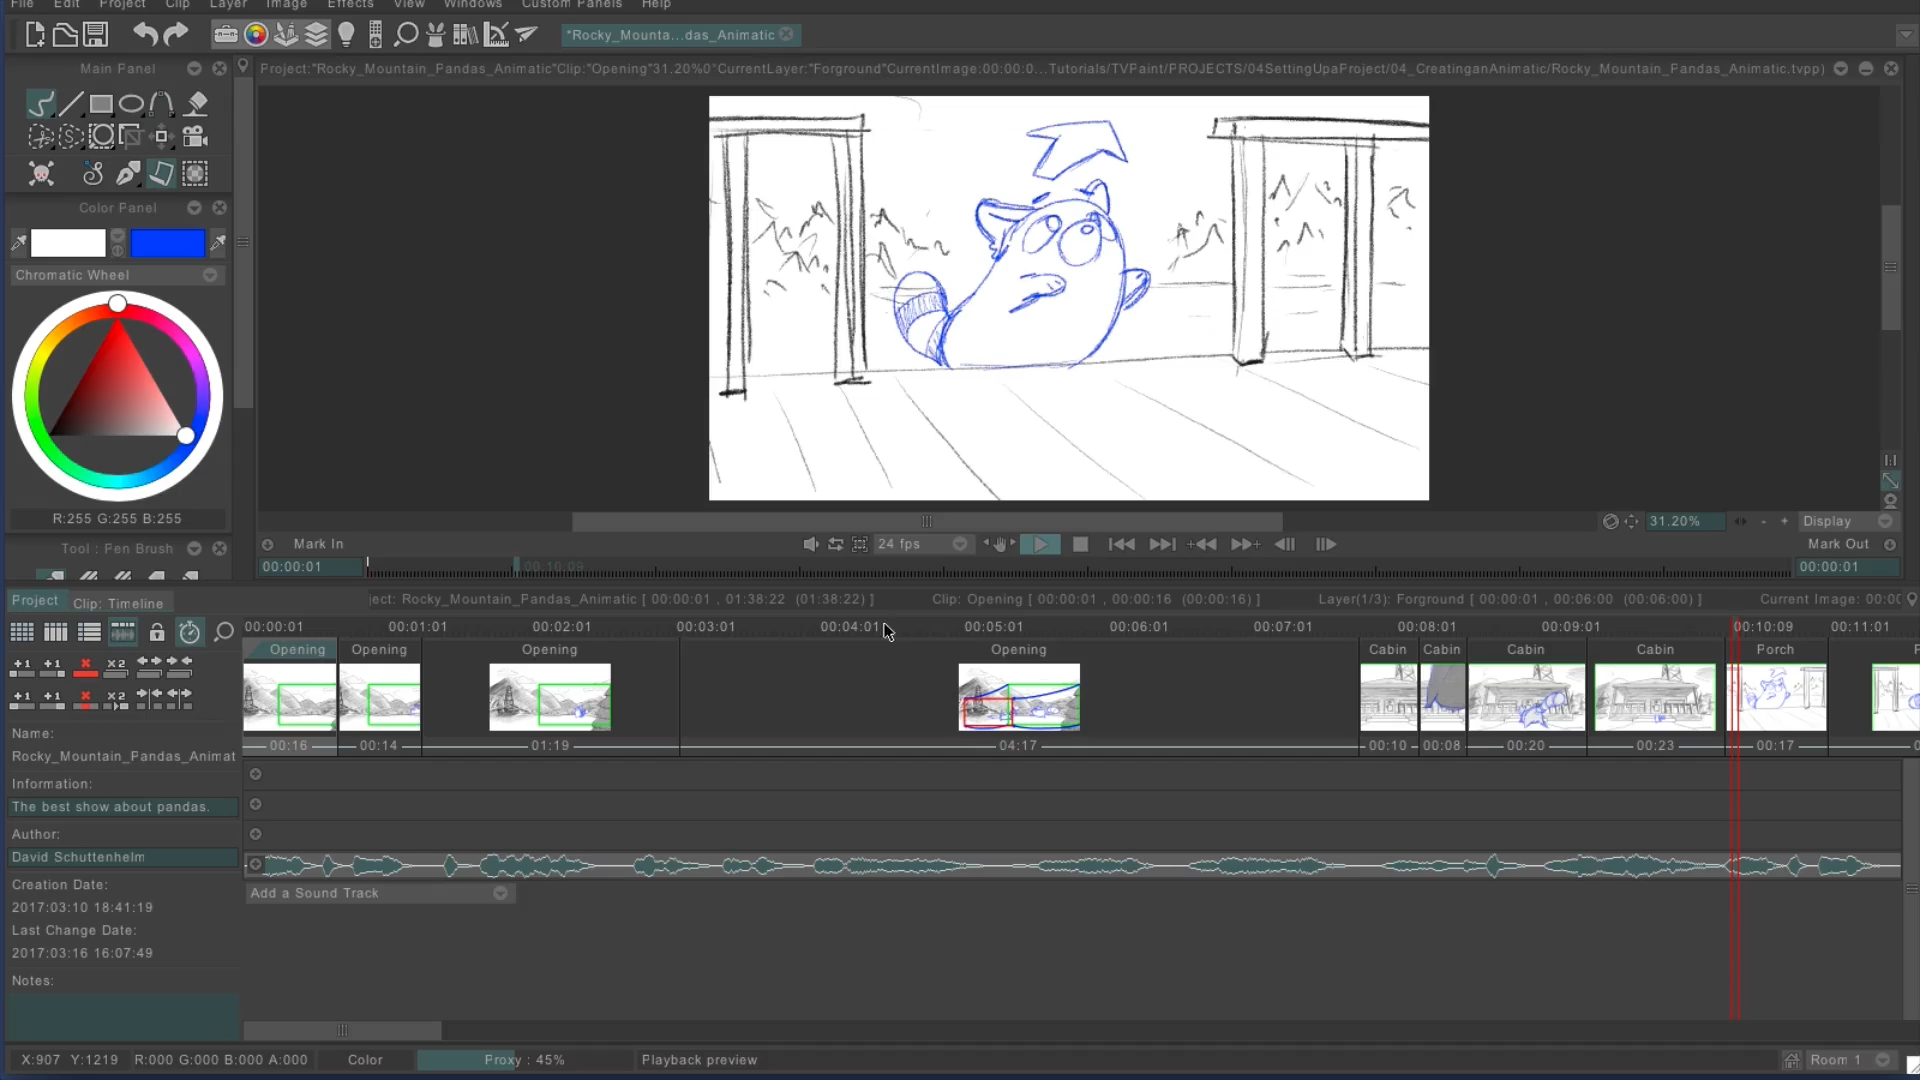 File Edit Project Clip Layer Image Effects View Windows Custom Panels Help
*Rocky_Mounta...das_Animatic
Main Panel
Project:"Rocky_Mountain_Pandas_Animatic"Clip:"Opening"31.20%0°CurrentLayer:"Forground"CurrentImage:00:00:0...Tutorials/TVPaint/PROJECTS/04SettingUpaProject/04_CreatinganAnimatic/Rocky_Mountain_Pandas_Animatic.tvpp)
Color Panel
Chromatic Wheel
R:255 G:255 B:255
31.20% - + Display
Tool : Pen Brush
Mark In 24 fps Mark Out
00:00:01 00:10:09 00:00:01
Project Clip: Timeline ject: Rocky_Mountain_Pandas_Animatic [ 00:00:01 , 01:38:22 (01:38:22) ] Clip: Opening [ 00:00:01 , 00:00:16 (00:00:16) ] Layer(1/3): Forground [ 00:00:01 , 00:06:00 (00:06:00) ] Current Image: 00:00
00:00:01 00:01:01 00:02:01 00:03:01 00:04:01 00:05:01 00:06:01 00:07:01 00:08:01 00:09:01 00:10:09 00:11:01
Opening Opening Opening Opening Cabin Cabin Cabin Cabin Porch
+1 +1 x2
+1 +1 x2
00:16 00:14 01:19 04:17 00:10 00:08 00:20 00:23 00:17
Name:
Rocky_Mountain_Pandas_Animat
Information:
The best show about pandas.
Author:
David Schuttenhelm
Creation Date:
2017:03:10 18:41:19
Last Change Date:
2017:03:16 16:07:49
Notes:
Add a Sound Track
X:907 Y:1219 R:000 G:000 B:000 A:000 Color Proxy : 45% Playback preview Room 1